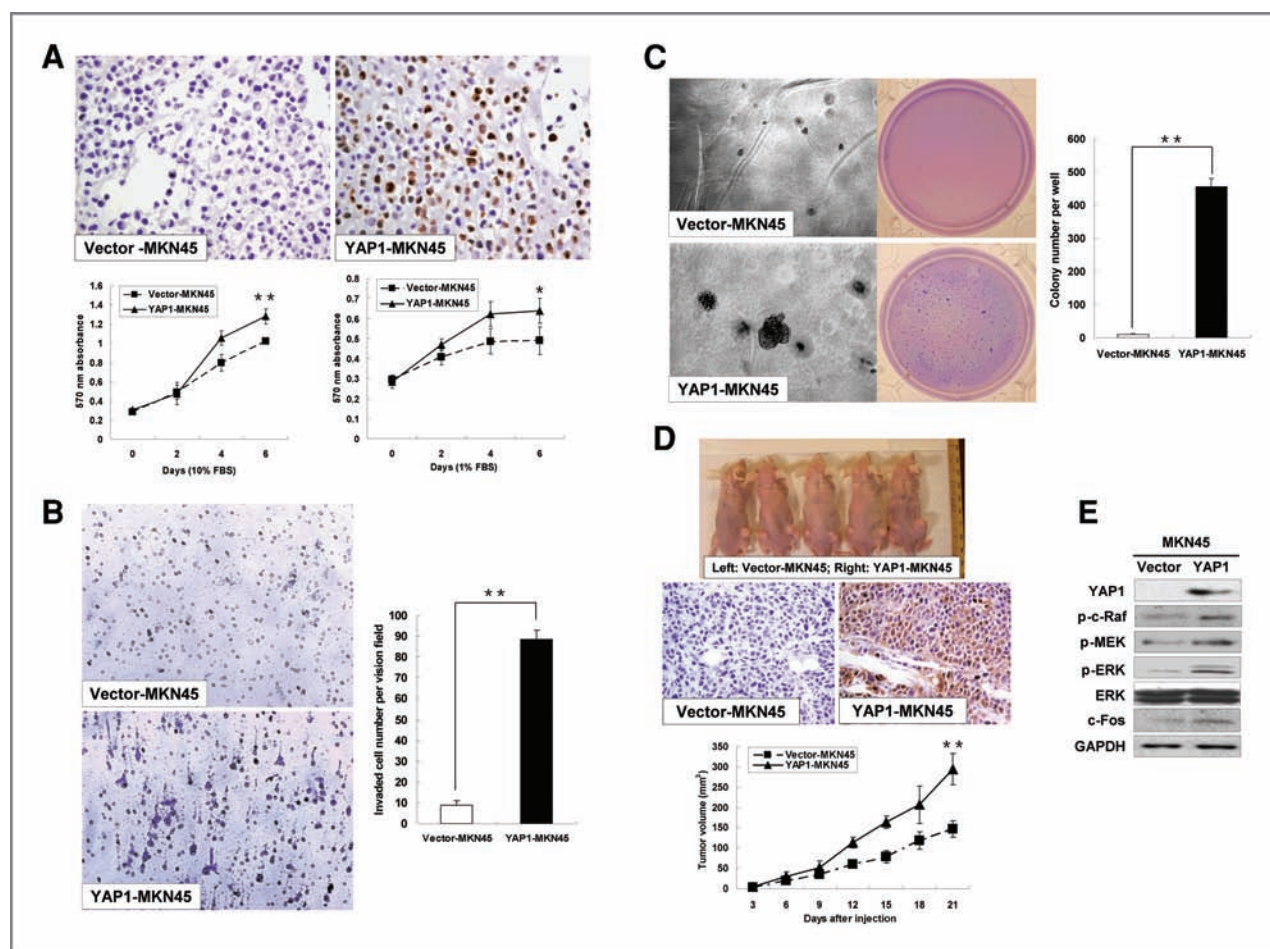 A
Vector -MKN45
YAP1-MKN45
1.6
1.4
1.2
1
0.8
0.6
0.4
0.2
0
570 nm absorbance
Vector-MKN45
YAP1-MKN45
**
0
2
4
6
Days (10% FBS)
0.8
0.7
0.6
0.5
0.4
0.3
0.2
0.1
0
570 nm absorbance
Vector-MKN45
YAP1-MKN45
*
0
2
4
6
Days (1% FBS)
B
Vector-MKN45
YAP1-MKN45
100
90
80
70
60
50
40
30
20
10
0
Invaded cell number per vision field
**
Vector-MKN45
YAP1-MKN45
C
Vector-MKN45
YAP1-MKN45
600
500
400
300
200
100
0
Colony number per well
**
Vector-MKN45
YAP1-MKN45
D
Left: Vector-MKN45; Right: YAP1-MKN45
Vector-MKN45
YAP1-MKN45
350
300
250
200
150
100
50
0
Tumor volume (mm³)
Vector-MKN45
YAP1-MKN45
**
3
6
9
12
15
18
21
Days after injection
E
MKN45
Vector YAP1
YAP1
p-c-Raf
p-MEK
p-ERK
ERK
c-Fos
GAPDH